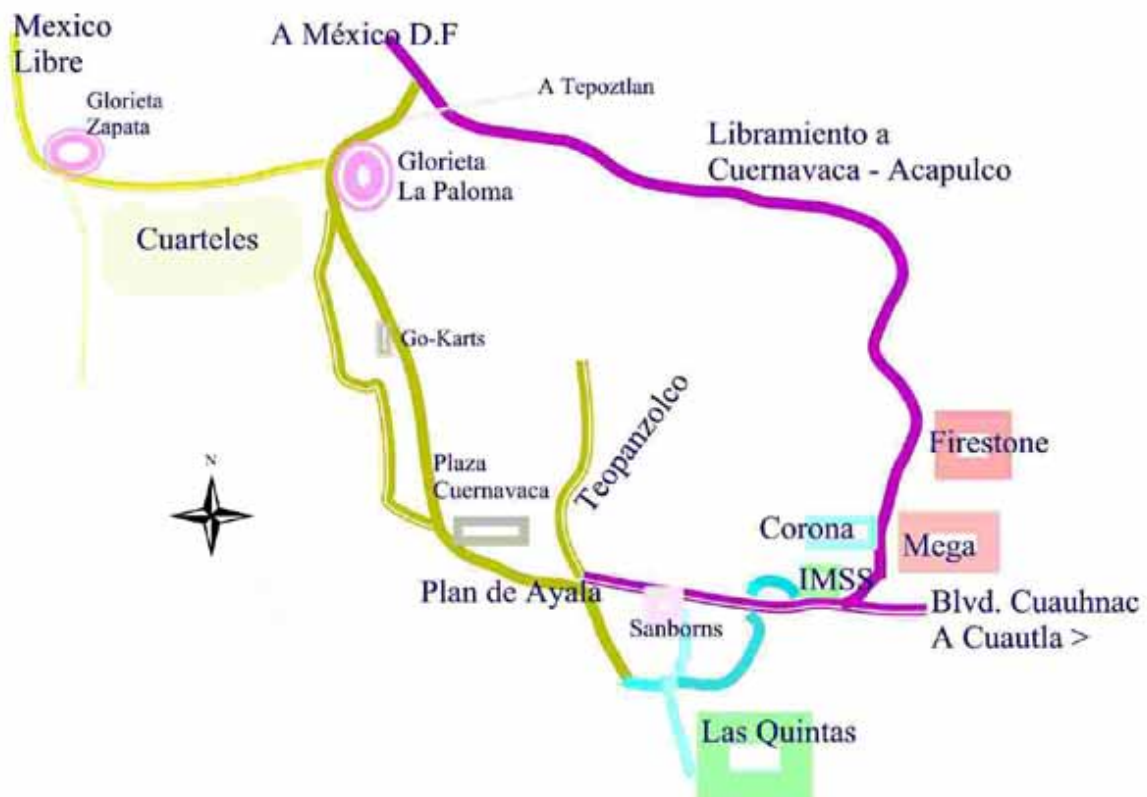 Mexico
Libre
A México D.F
Glorieta
Zapata
A Tepoztlan
Libramiento a
Cuernavaca - Acapulco
Glorieta
La Paloma
Cuarteles
Go-Karts
Teopanzolco
Firestone
N
Plaza
Cuernavaca
Corona
Mega
IMSS
Plan de Ayala
Blvd. Cuauhnac
A Cuautla >
Sanborns
Las Quintas